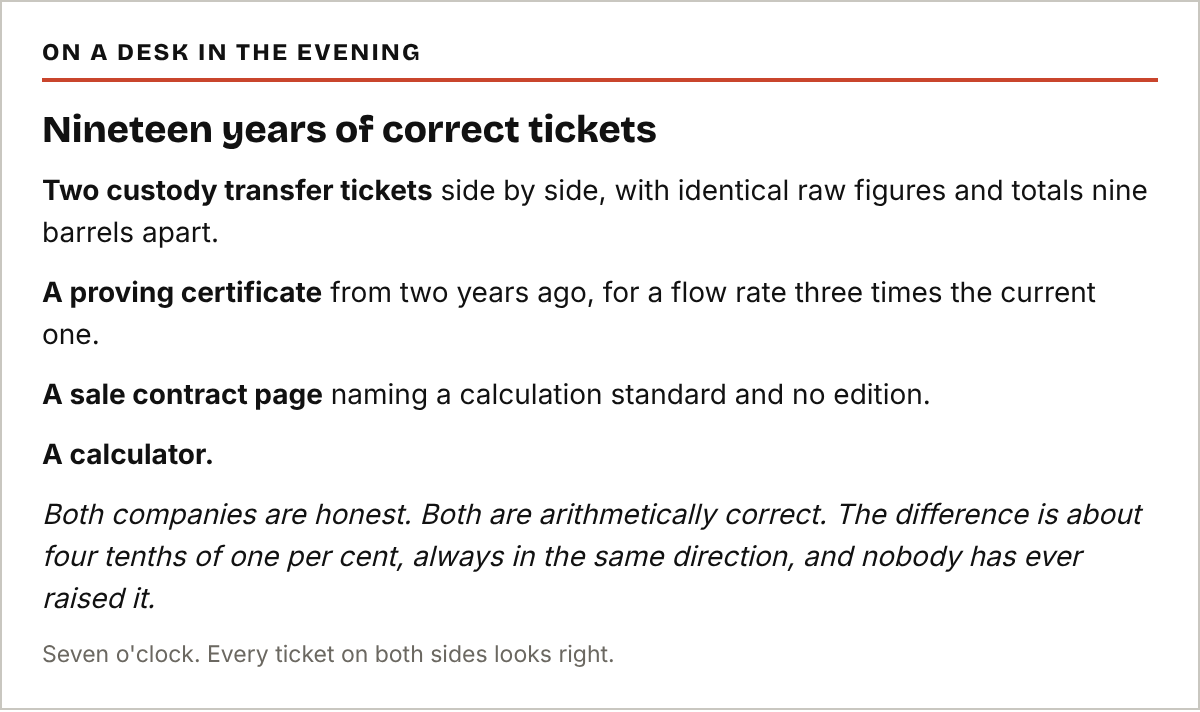 ON A DESK IN THE EVENING
Nineteen years of correct tickets
Two custody transfer tickets side by side, with identical raw figures and totals nine
barrels apart.
A proving certificate from two years ago, for a flow rate three times the current
one.
A sale contract page naming a calculation standard and no edition.
A calculator.
Both companies are honest. Both are arithmetically correct. The difference is about
four tenths of one per cent, always in the same direction, and nobody has ever
raised it.
Seven o'clock. Every ticket on both sides looks right.